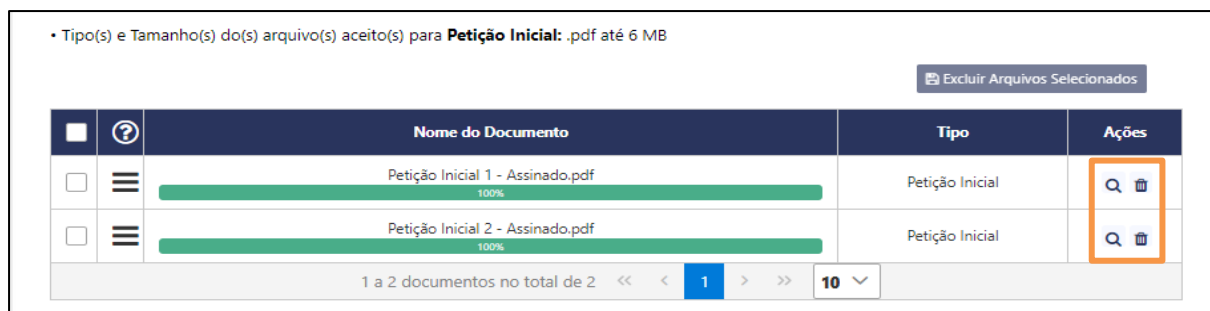 • Tipo(s) e Tamanho(s) do(s) arquivo(s) aceito(s) para Petição Inicial: .pdf até 6 MB
Excluir Arquivos Selecionados
? Nome do Documento Tipo Ações
Petição Inicial 1 - Assinado.pdf
100%
Petição Inicial
Petição Inicial 2 - Assinado.pdf
100%
Petição Inicial
1 a 2 documentos no total de 2 << < 1 > >> 10